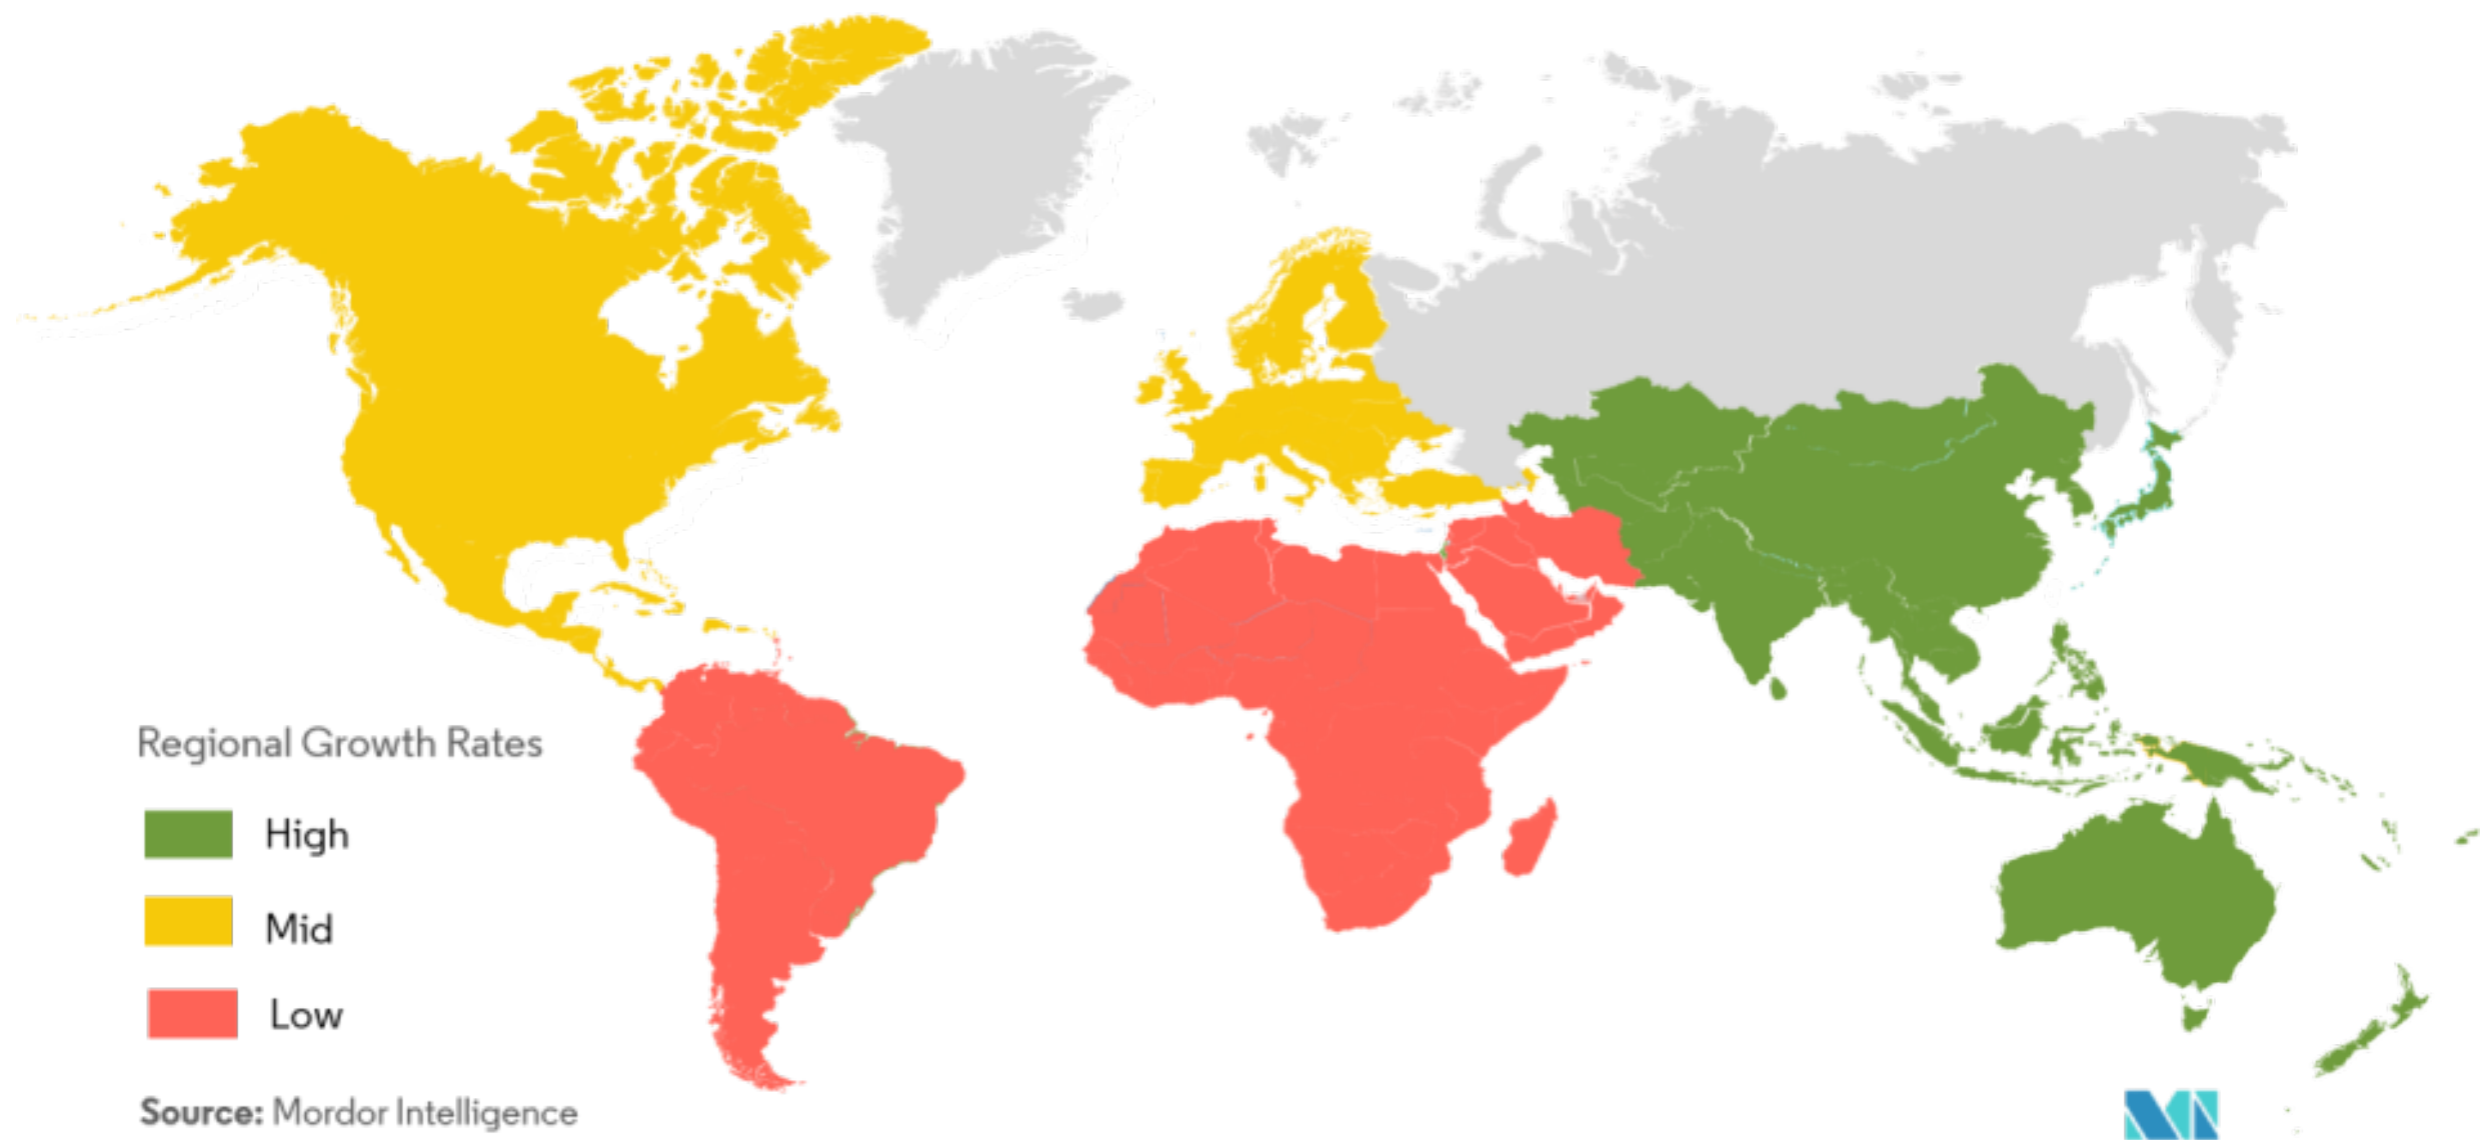 Regional Growth Rates
High
Mid
Low
Source: Mordor Intelligence